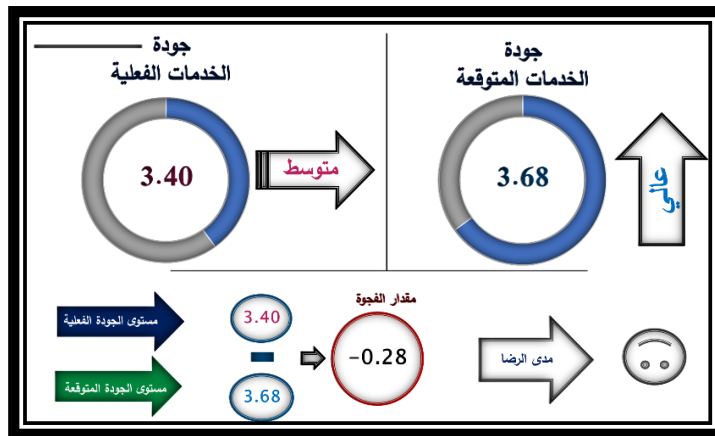 جودة
الخدمات المتوقعة
3.68
عالي
جودة
الخدمات الفعلية
3.40
متوسط
مدى الرضا
مقدار الفجوة
-0.28
3.40
3.68
مستوى الجودة الفعلية
مستوى الجودة المتوقعة